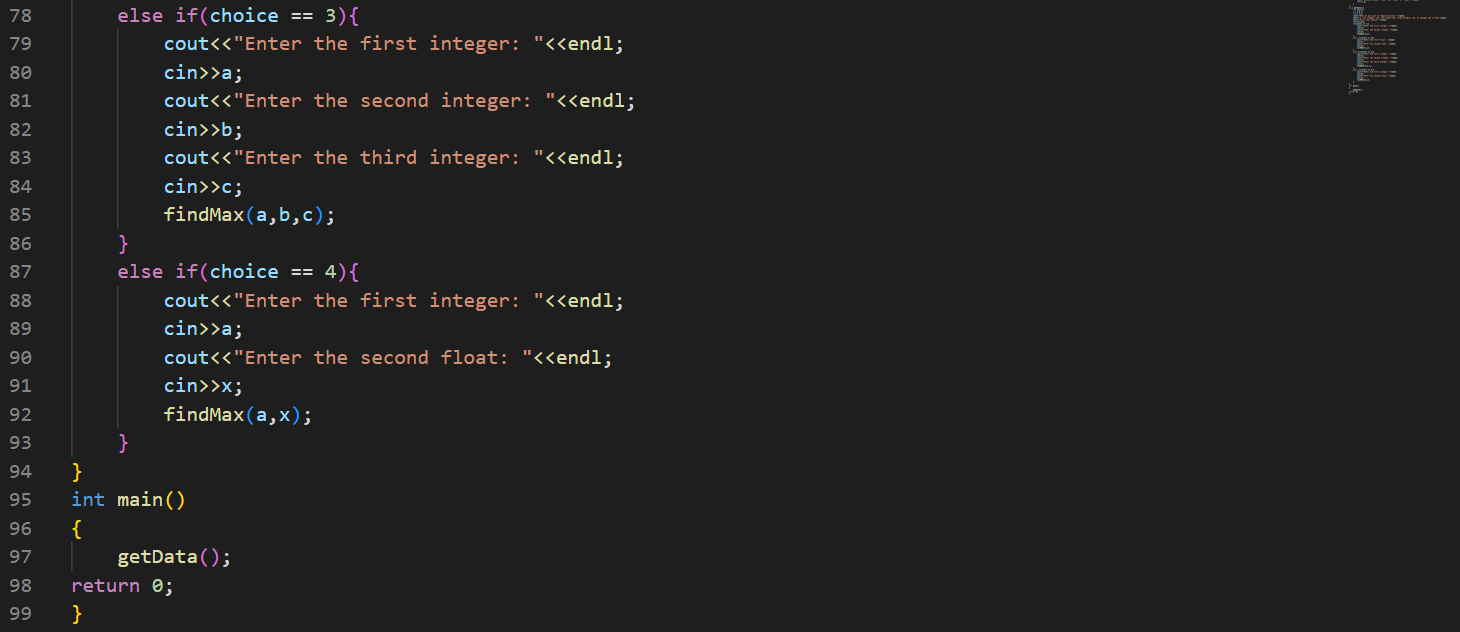 78 else if(choice == 3){
79 cout<<"Enter the first integer: "<<endl;
80 cin>>a;
81 cout<<"Enter the second integer: "<<endl;
82 cin>>b;
83 cout<<"Enter the third integer: "<<endl;
84 cin>>c;
85 findMax(a,b,c);
86 }
87 else if(choice == 4){
88 cout<<"Enter the first integer: "<<endl;
89 cin>>a;
90 cout<<"Enter the second float: "<<endl;
91 cin>>x;
92 findMax(a,x);
93 }
94 }
95 int main()
96 {
97 getData();
98 return 0;
99 }